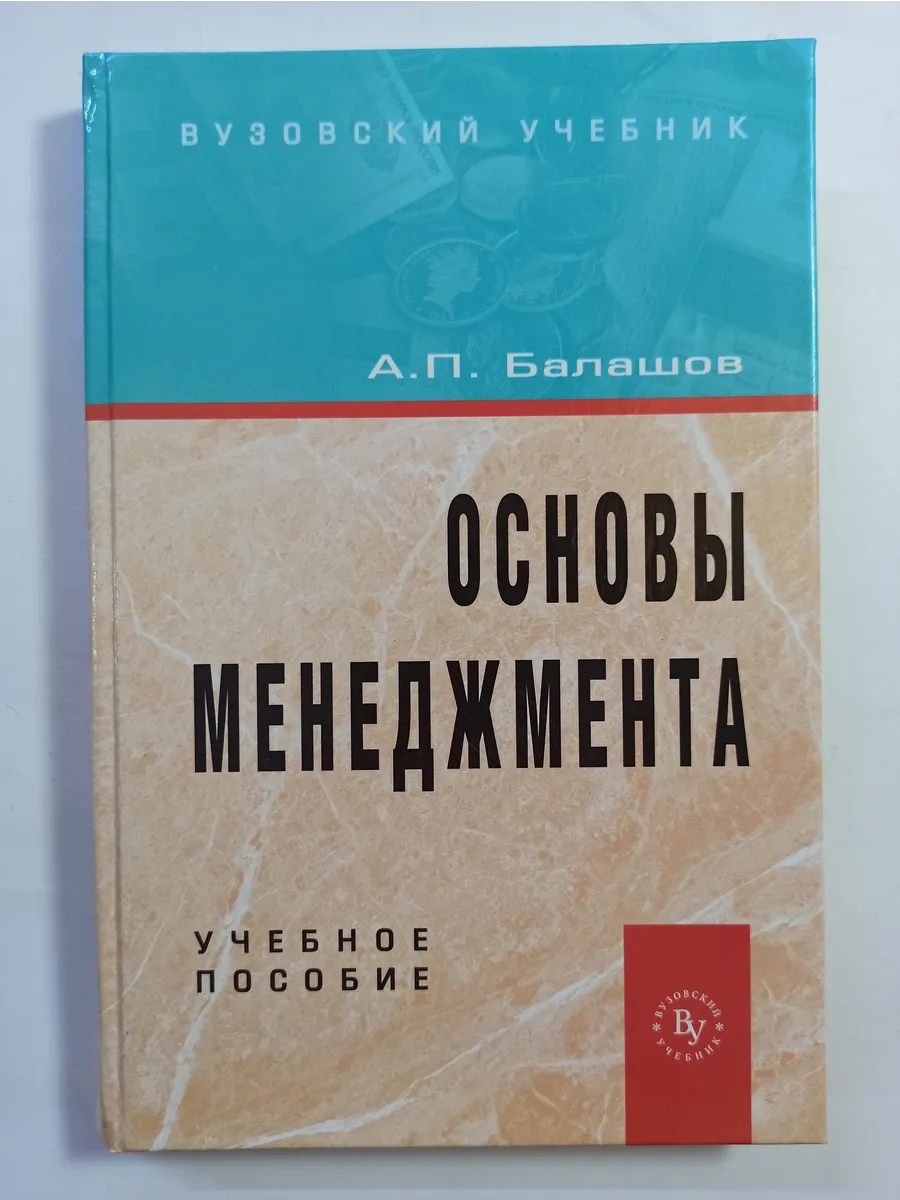 ВУЗОВСКИЙ УЧЕБНИК
А.П. Балашов
ОСНОВЫ
МЕНЕДЖМЕНТА
УЧЕБНОЕ
ПОСОБИЕ
ВУЗОВСКИЙ
ВУ
УЧЕБНИК